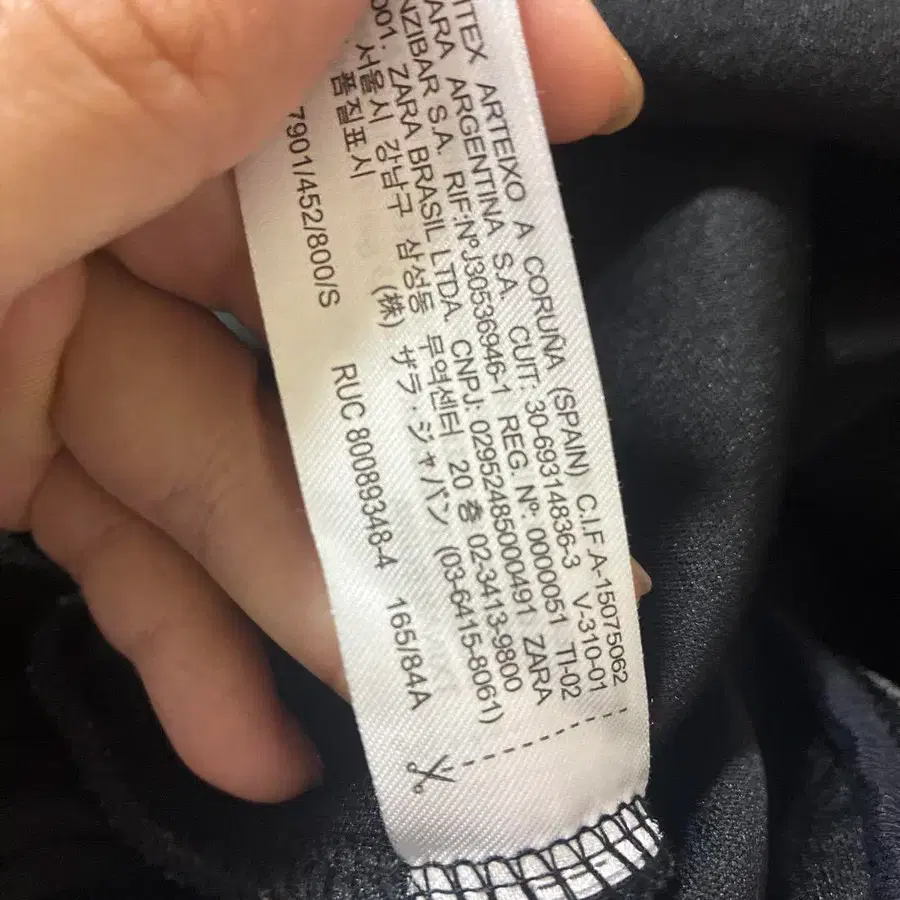 ITEX ARTEIXO A CORUÑA (SPAIN) C.I.F A-15075062
ARA ARGENTINA S.A. CUIT: 30-69314836-3 V-310-01
NZIBAR S.A. RIF:NºJ30536946-1 REG. Nº: 0000051 TI-02
001. ZARA BRASIL LTDA. CNPJ: 02952485000491 ZARA
서울시 강남구 삼성동 무역센터 20 층 02-3413-9800
품질표시 (株) ザラ・ジャパン (03-6415-8061)
7901/452/800/S RUC 80089348-4 165/84A